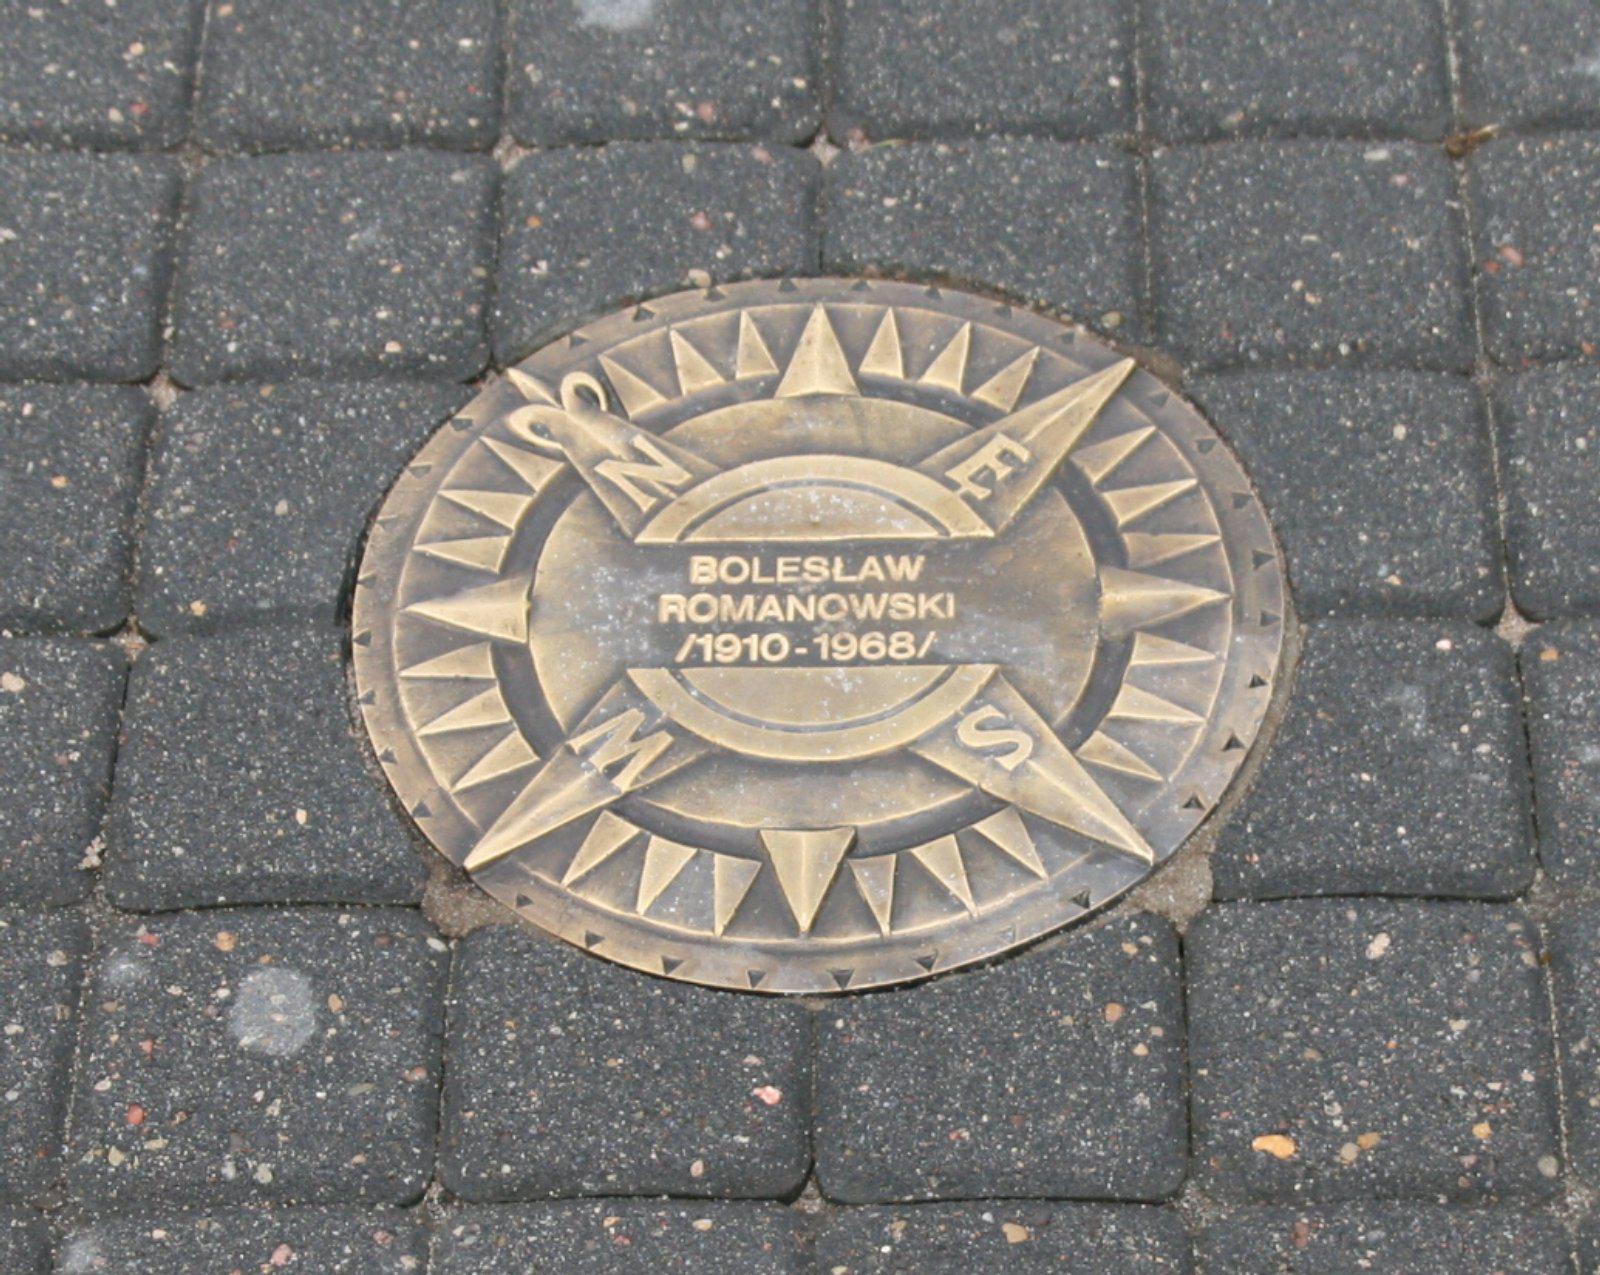 N E
BOLESŁAW
ROMANOWSKI
/1910-1968/
W S